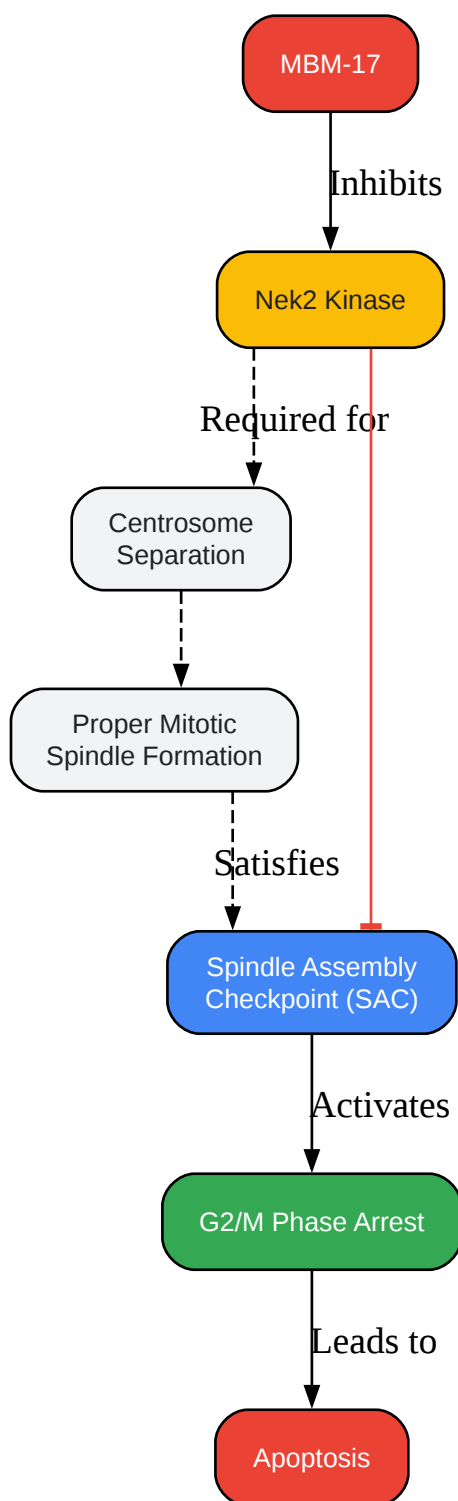 MBM-17
Inhibits
Nek2 Kinase
Required for
Centrosome
Separation
Proper Mitotic
Spindle Formation
Satisfies
Spindle Assembly
Checkpoint (SAC)
Activates
G2/M Phase Arrest
Leads to
Apoptosis